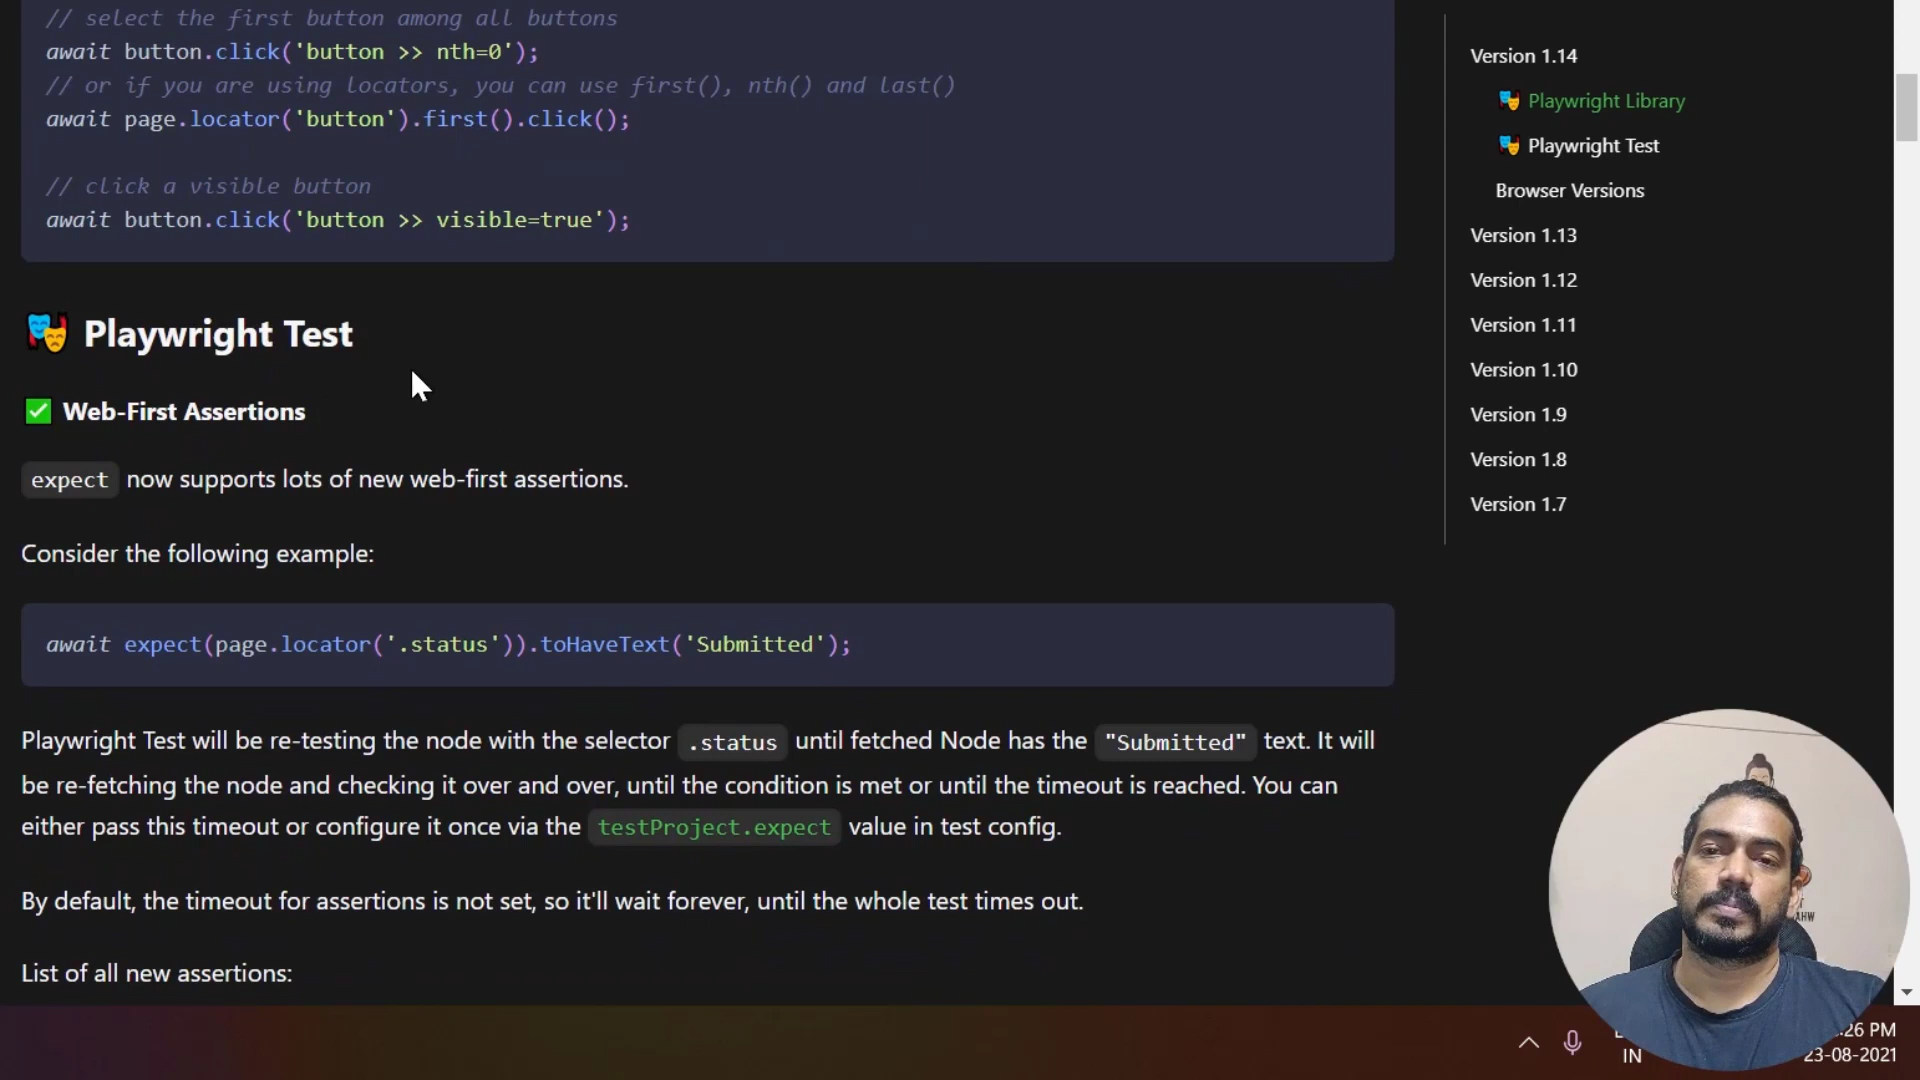 // select the first button among all buttons
await button.click('button >> nth=0');
// or if you are using locators, you can use first(), nth() and last()
await page.locator('button').first().click();
// click a visible button
await button.click('button >> visible=true');
Playwright Test
Web-First Assertions
expect now supports lots of new web-first assertions.
Consider the following example:
await expect(page.locator('.status')).toHaveText('Submitted');
Playwright Test will be re-testing the node with the selector .status until fetched Node has the "Submitted" text. It will
be re-fetching the node and checking it over and over, until the condition is met or until the timeout is reached. You can
either pass this timeout or configure it once via the testProject.expect value in test config.
By default, the timeout for assertions is not set, so it'll wait forever, until the whole test times out.
List of all new assertions:
Version 1.14
Playwright Library
Playwright Test
Browser Versions
Version 1.13
Version 1.12
Version 1.11
Version 1.10
Version 1.9
Version 1.8
Version 1.7
:26 PM
IN
23-08-2021